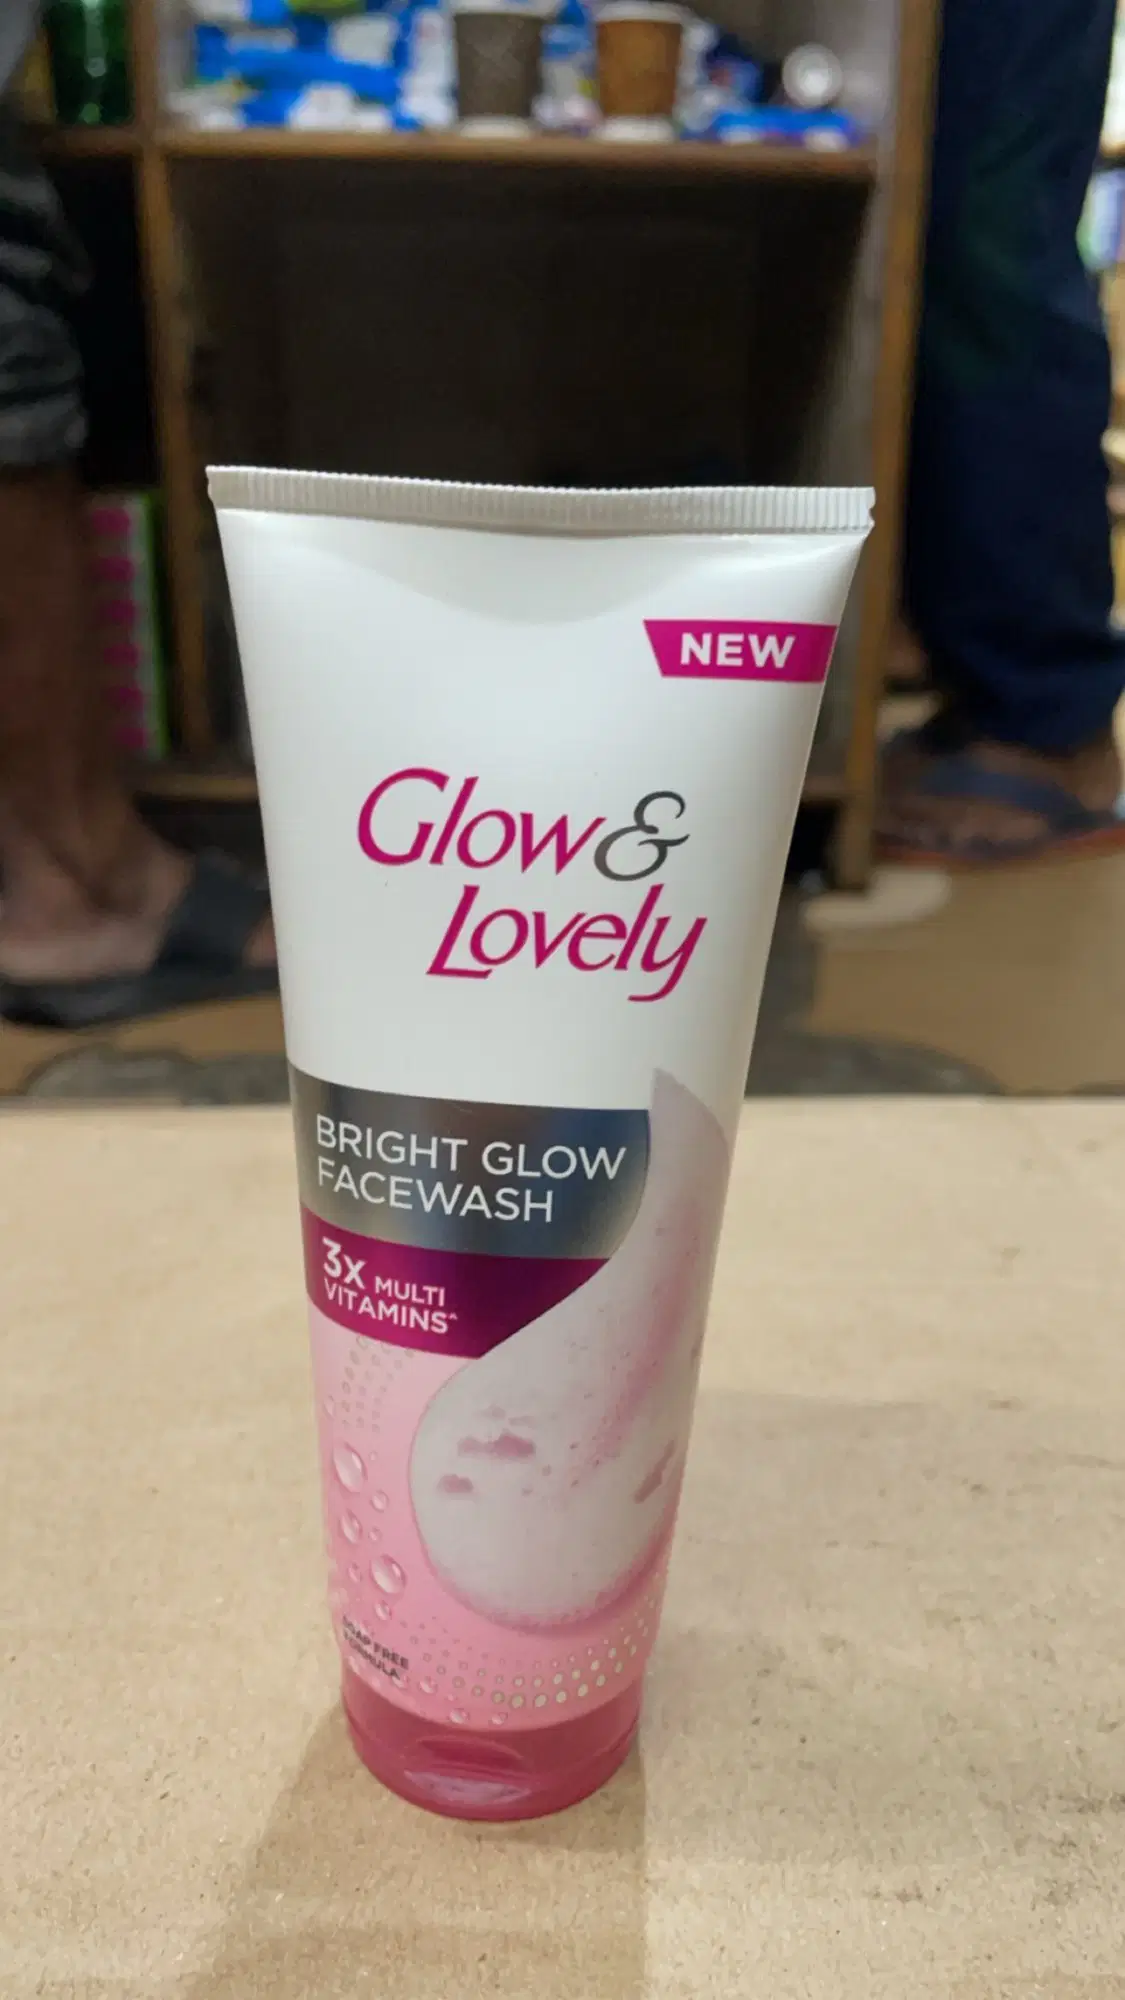 NEW
Glow &
Lovely
BRIGHT GLOW
FACEWASH
3X MULTI
VITAMINS^
SOAP FREE
FORMULA